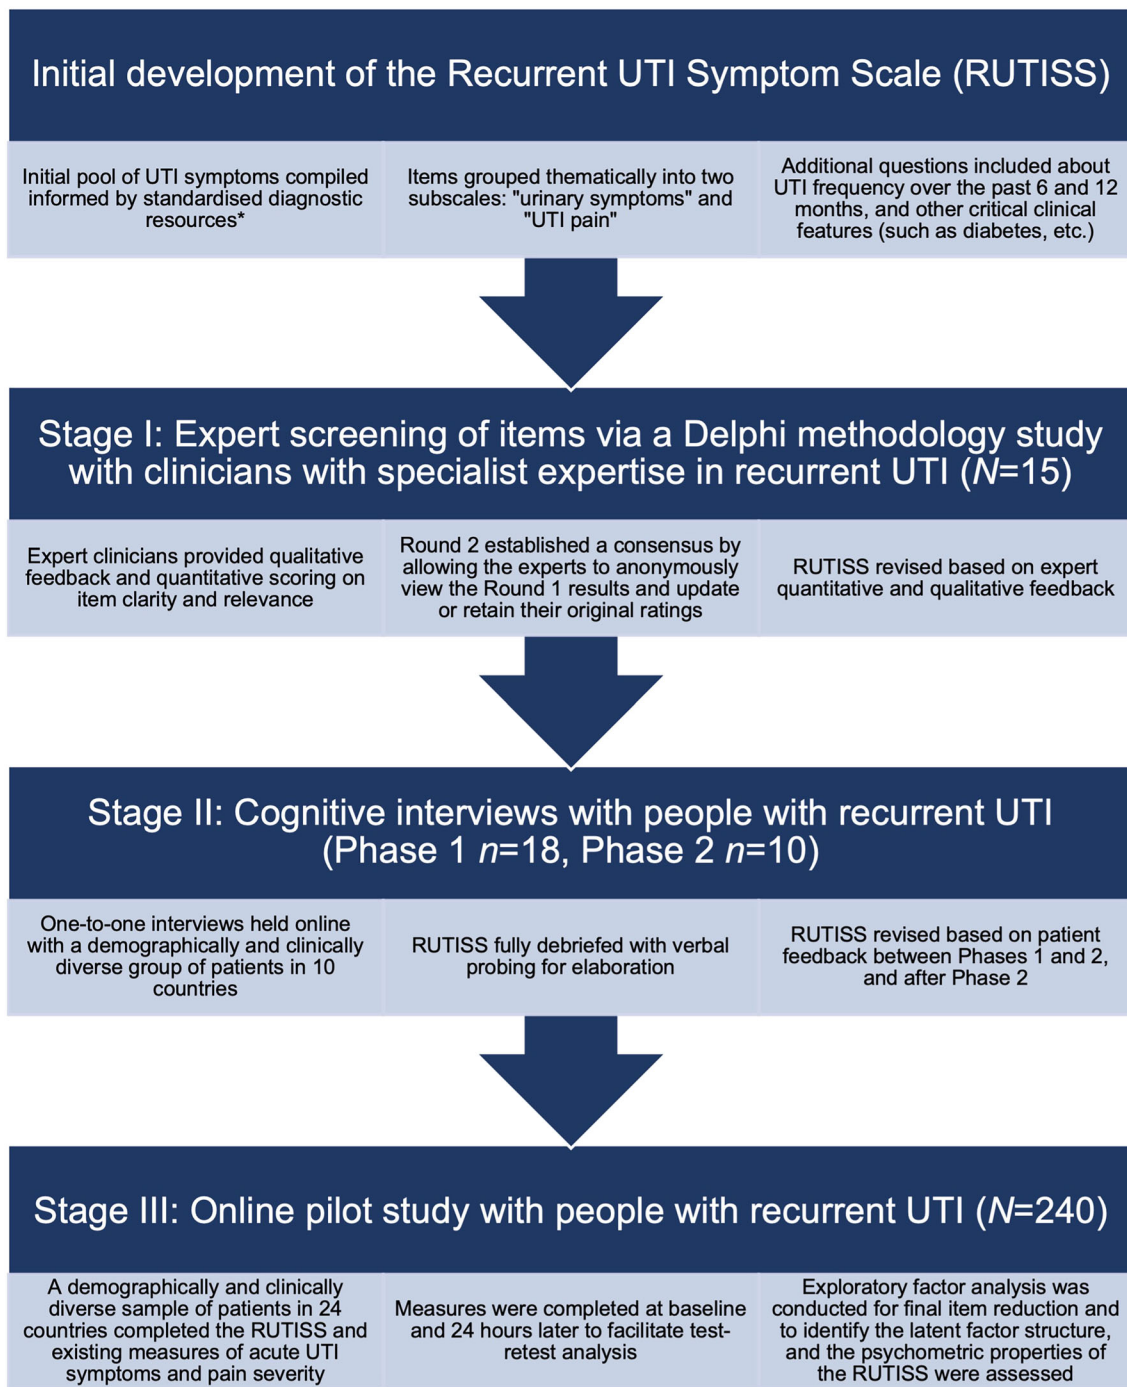 Initial development of the Recurrent UTI Symptom Scale (RUTISS)
Initial pool of UTI symptoms compiled
informed by standardised diagnostic
resources*
Items grouped thematically into two
subscales: "urinary symptoms" and
"UTI pain"
Additional questions included about
UTI frequency over the past 6 and 12
months, and other critical clinical
features (such as diabetes, etc.)
Stage I: Expert screening of items via a Delphi methodology study
with clinicians with specialist expertise in recurrent UTI (N=15)
Expert clinicians provided qualitative
feedback and quantitative scoring on
item clarity and relevance
Round 2 established a consensus by
allowing the experts to anonymously
view the Round 1 results and update
or retain their original ratings
RUTISS revised based on expert
quantitative and qualitative feedback
Stage II: Cognitive interviews with people with recurrent UTI
(Phase 1 n=18, Phase 2 n=10)
One-to-one interviews held online
with a demographically and clinically
diverse group of patients in 10
countries
RUTISS fully debriefed with verbal
probing for elaboration
RUTISS revised based on patient
feedback between Phases 1 and 2,
and after Phase 2
Stage III: Online pilot study with people with recurrent UTI (N=240)
A demographically and clinically
diverse sample of patients in 24
countries completed the RUTISS and
existing measures of acute UTI
symptoms and pain severity
Measures were completed at baseline
and 24 hours later to facilitate test-
retest analysis
Exploratory factor analysis was
conducted for final item reduction and
to identify the latent factor structure,
and the psychometric properties of
the RUTISS were assessed